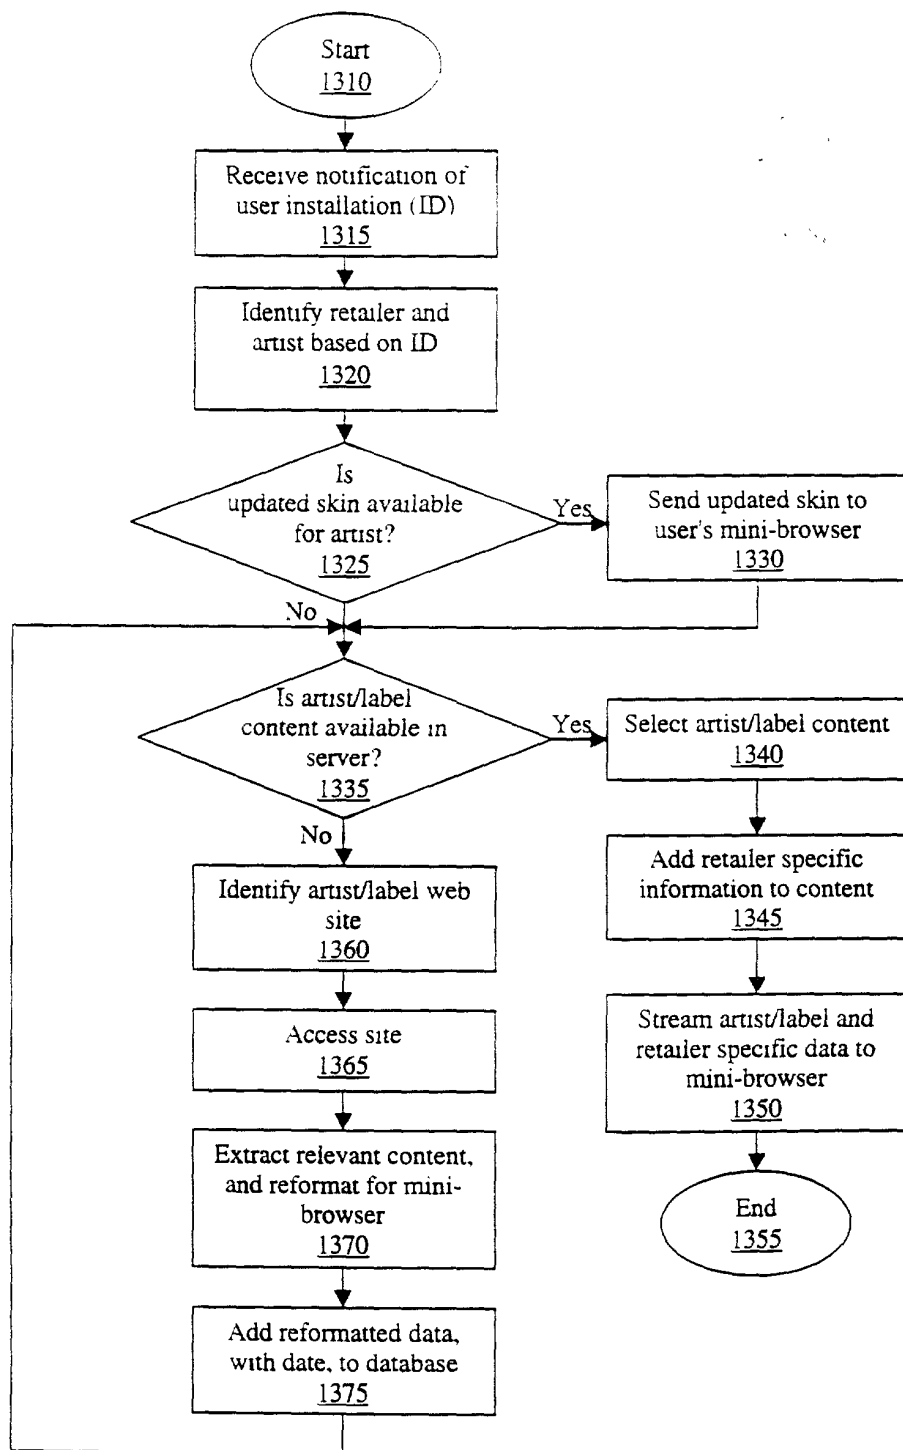 Start
1310
Receive notification of
user installation (ID)
1315
Identify retailer and
artist based on ID
1320
Is
updated skin available
for artist?
1325
Yes
Send updated skin to
user's mini-browser
1330
No
Is artist/label
content available in
server?
1335
Yes
Select artist/label content
1340
No
Add retailer specific
information to content
1345
Identify artist/label web
site
1360
Stream artist/label and
retailer specific data to
mini-browser
1350
Access site
1365
Extract relevant content,
and reformat for mini-
browser
1370
End
1355
Add reformatted data,
with date, to database
1375